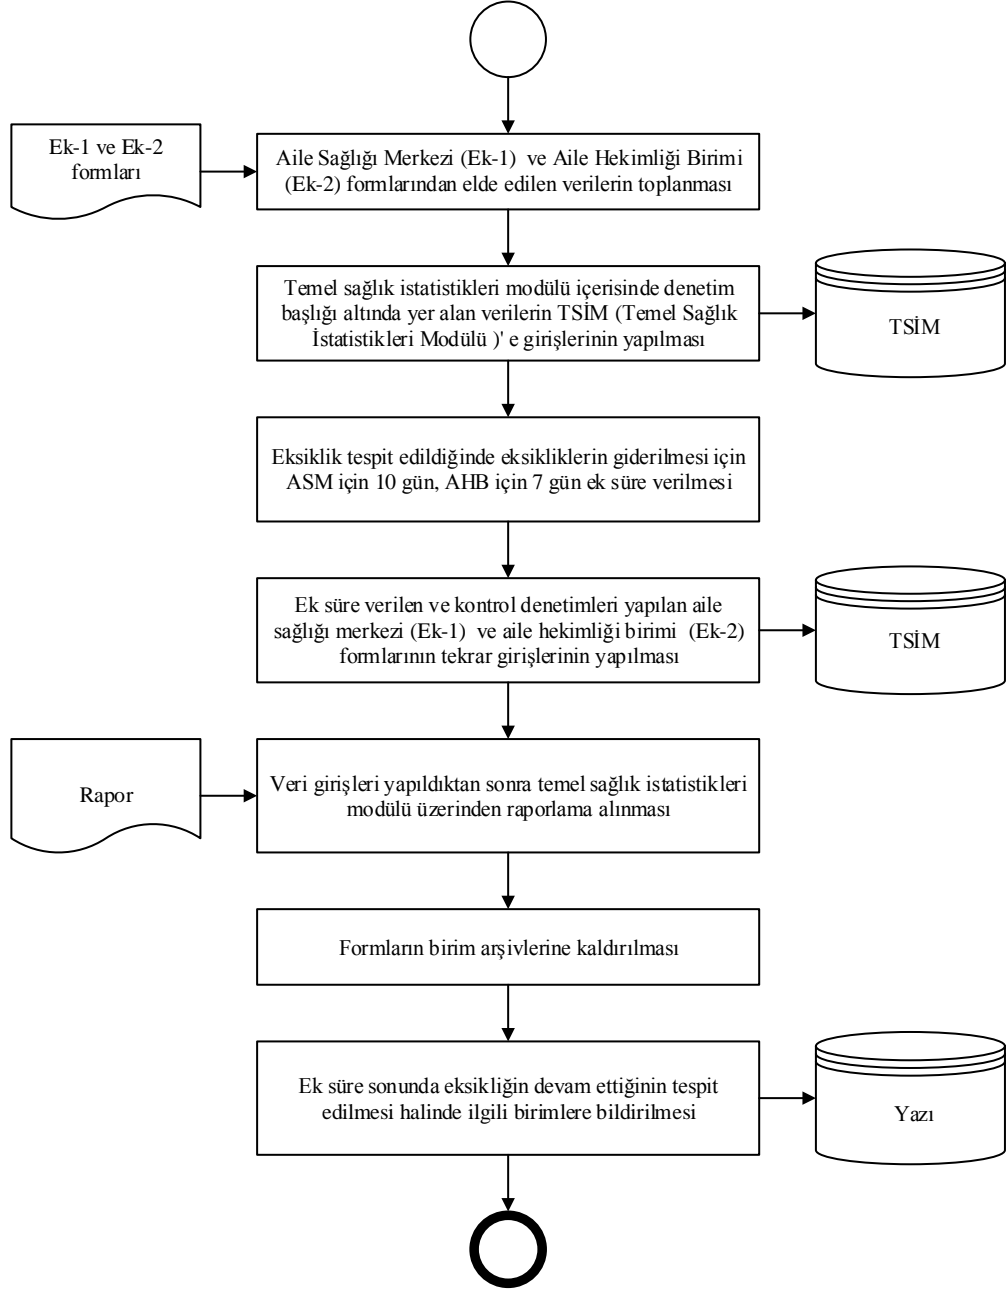 Ek-1 ve Ek-2
formları
Aile Sağlığı Merkezi (Ek-1)  ve Aile Hekimliği Birimi
(Ek-2) formlarından elde edilen verilerin toplanması
Temel sağlık istatistikleri modülü içerisinde denetim
başlığı altında yer alan verilerin TSİM (Temel Sağlık
İstatistikleri Modülü )' e girişlerinin yapılması
TSİM
Eksiklik tespit edildiğinde eksikliklerin giderilmesi için
ASM için 10 gün, AHB için 7 gün ek süre verilmesi
Ek süre verilen ve kontrol denetimleri yapılan aile
sağlığı merkezi (Ek-1)  ve aile hekimliği birimi  (Ek-2)
formlarının tekrar girişlerinin yapılması
TSİM
Rapor
Veri girişleri yapıldıktan sonra temel sağlık istatistikleri
modülü üzerinden raporlama alınması
Formların birim arşivlerine kaldırılması
Ek süre sonunda eksikliğin devam ettiğinin tespit
edilmesi halinde ilgili birimlere bildirilmesi
Yazı